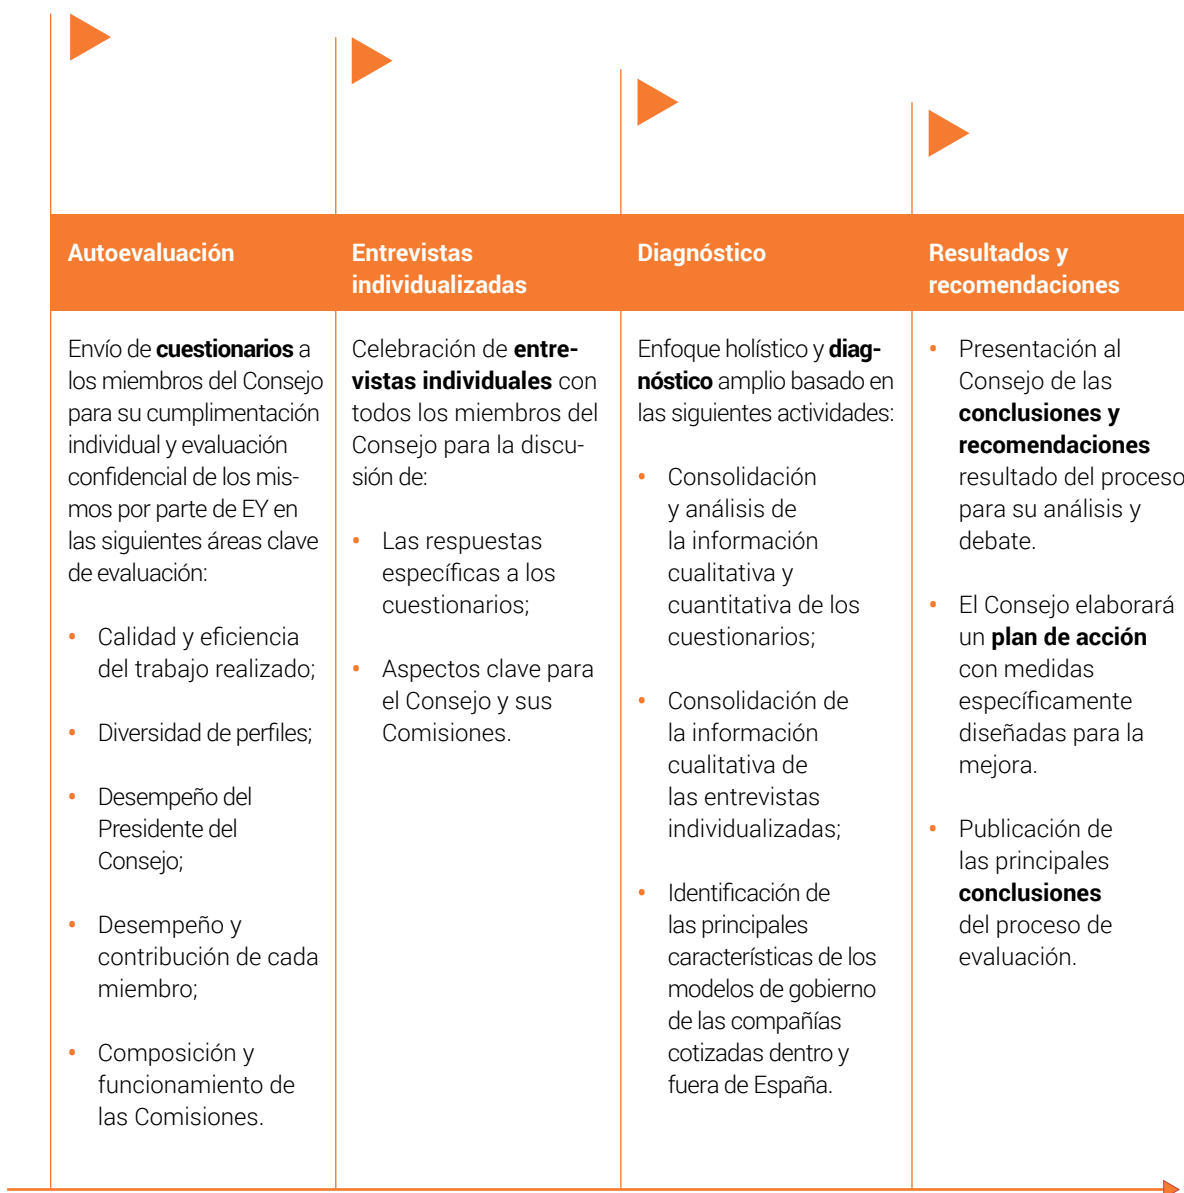 Autoevaluación
Envío de cuestionarios a
los miembros del Consejo
para su cumplimentación
individual y evaluación
confidencial de los mis-
mos por parte de EY en
las siguientes áreas clave
de evaluación:
• Calidad y eficiencia
del trabajo realizado;
• Diversidad de perfiles;
• Desempeño del
Presidente del
Consejo;
• Desempeño y
contribución de cada
miembro;
• Composición y
funcionamiento de
las Comisiones.
Entrevistas
individualizadas
Celebración de entre-
vistas individuales con
todos los miembros del
Consejo para la discu-
sión de:
• Las respuestas
específicas a los
cuestionarios;
• Aspectos clave para
el Consejo y sus
Comisiones.
Diagnóstico
Enfoque holístico y diag-
nóstico amplio basado en
las siguientes actividades:
• Consolidación
y análisis de
la información
cualitativa y
cuantitativa de los
cuestionarios;
• Consolidación de
la información
cualitativa de
las entrevistas
individualizadas;
• Identificación de
las principales
características de los
modelos de gobierno
de las compañías
cotizadas dentro y
fuera de España.
Resultados y
recomendaciones
• Presentación al
Consejo de las
conclusiones y
recomendaciones
resultado del proceso
para su análisis y
debate.
• El Consejo elaborará
un plan de acción
con medidas
específicamente
diseñadas para la
mejora.
• Publicación de
las principales
conclusiones
del proceso de
evaluación.